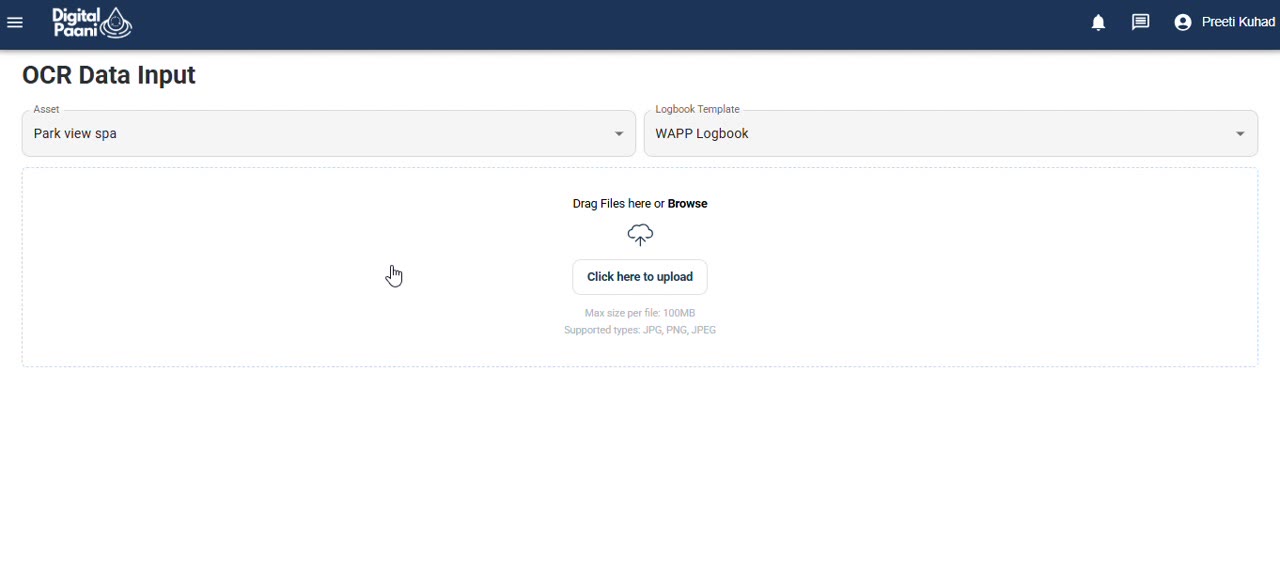 Digital
Paani
Preeti Kuhad
OCR Data Input
Asset
Park view spa
Logbook Template
WAPP Logbook
Drag Files here or Browse
Click here to upload
Max size per file: 100MB
Supported types: JPG, PNG, JPEG